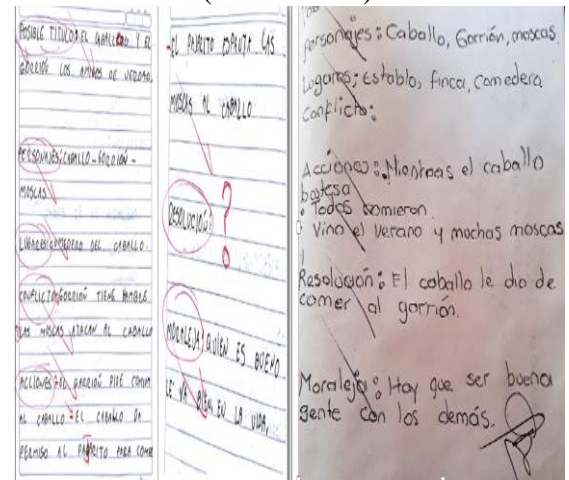 POSIBLE TITULO: EL CABALLO Y EL
GORRIÓN LOS AMIGOS DE VERDAD.
PERSONAJES: CABALLO - GORRIÓN -
MOSCAS
LUGARES: COMEDERO DEL CABALLO.
CONFLICTO: GORRIÓN TIENE HAMBRE
LAS MOSCAS ATACAN AL CABALLO
ACCIONES: EL GORRIÓN PIDE COMIDA
AL CABALLO - EL CABALLO DA
PERMISO AL PAJARITO PARA COMER
- EL PAJARITO ESPANTA LAS
MOSCAS AL CABALLO
RESOLUCIÓN: ?
MORALEJA: QUIEN ES BUENO
LE VA BIEN EN LA VIDA.
Personajes: Caballo, Gorrión, moscas.
Lugares: Establo, finca, comedera
Conflicto:
Acciones: Mientras el caballo
bostesa
• Todos comieron.
Vino el verano y muchas moscas
Resolución: El caballo le dio de
comer al gorrión.
Moraleja: Hay que ser buena
gente con los demás.